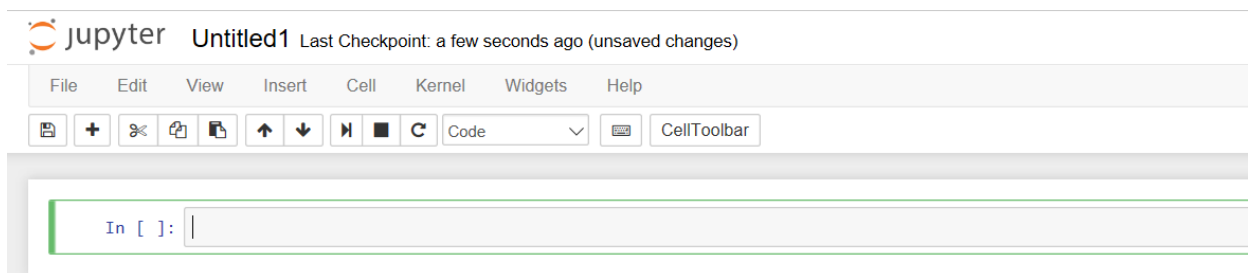 jupyter Untitled1 Last Checkpoint: a few seconds ago (unsaved changes)
File Edit View Insert Cell Kernel Widgets Help
Code CellToolbar
In [ ]: